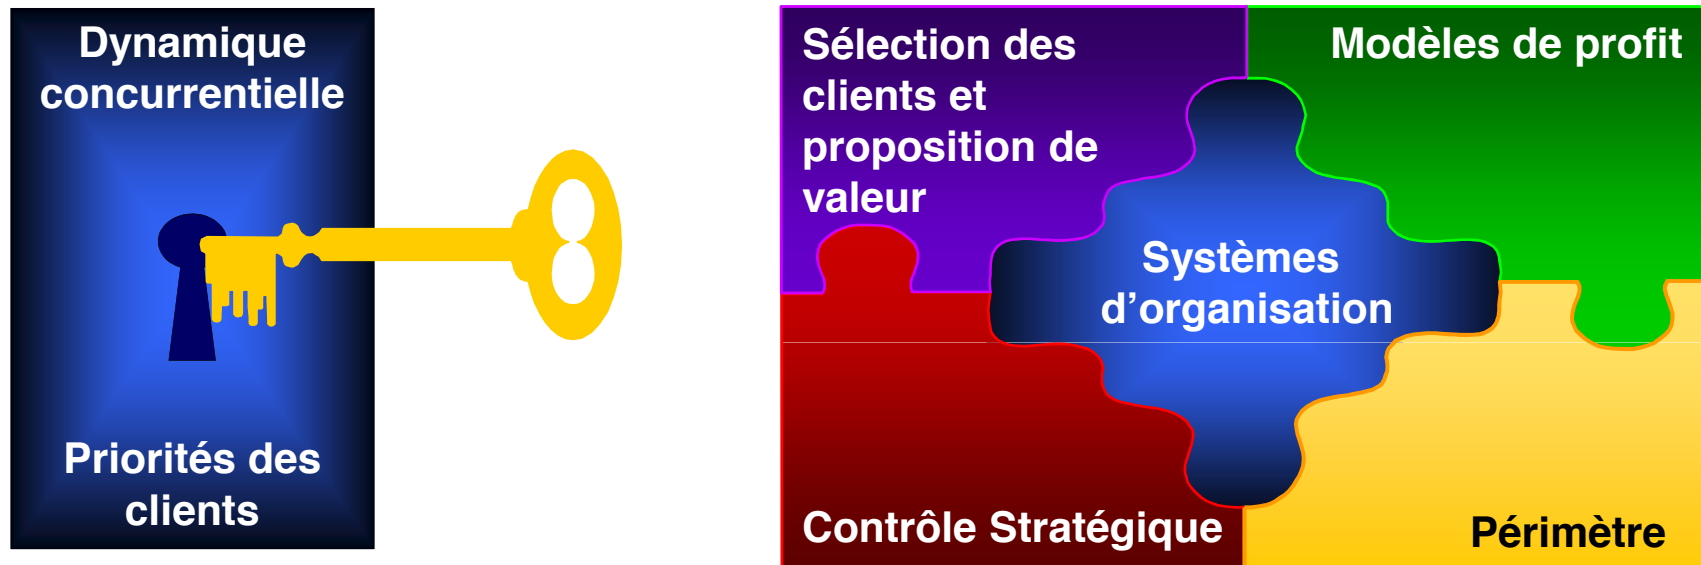 Dynamique
concurrentielle
Priorités des
clients
Sélection des
clients et
proposition de
valeur
Modèles de profit
Systèmes
d’organisation
Contrôle Stratégique
Périmètre